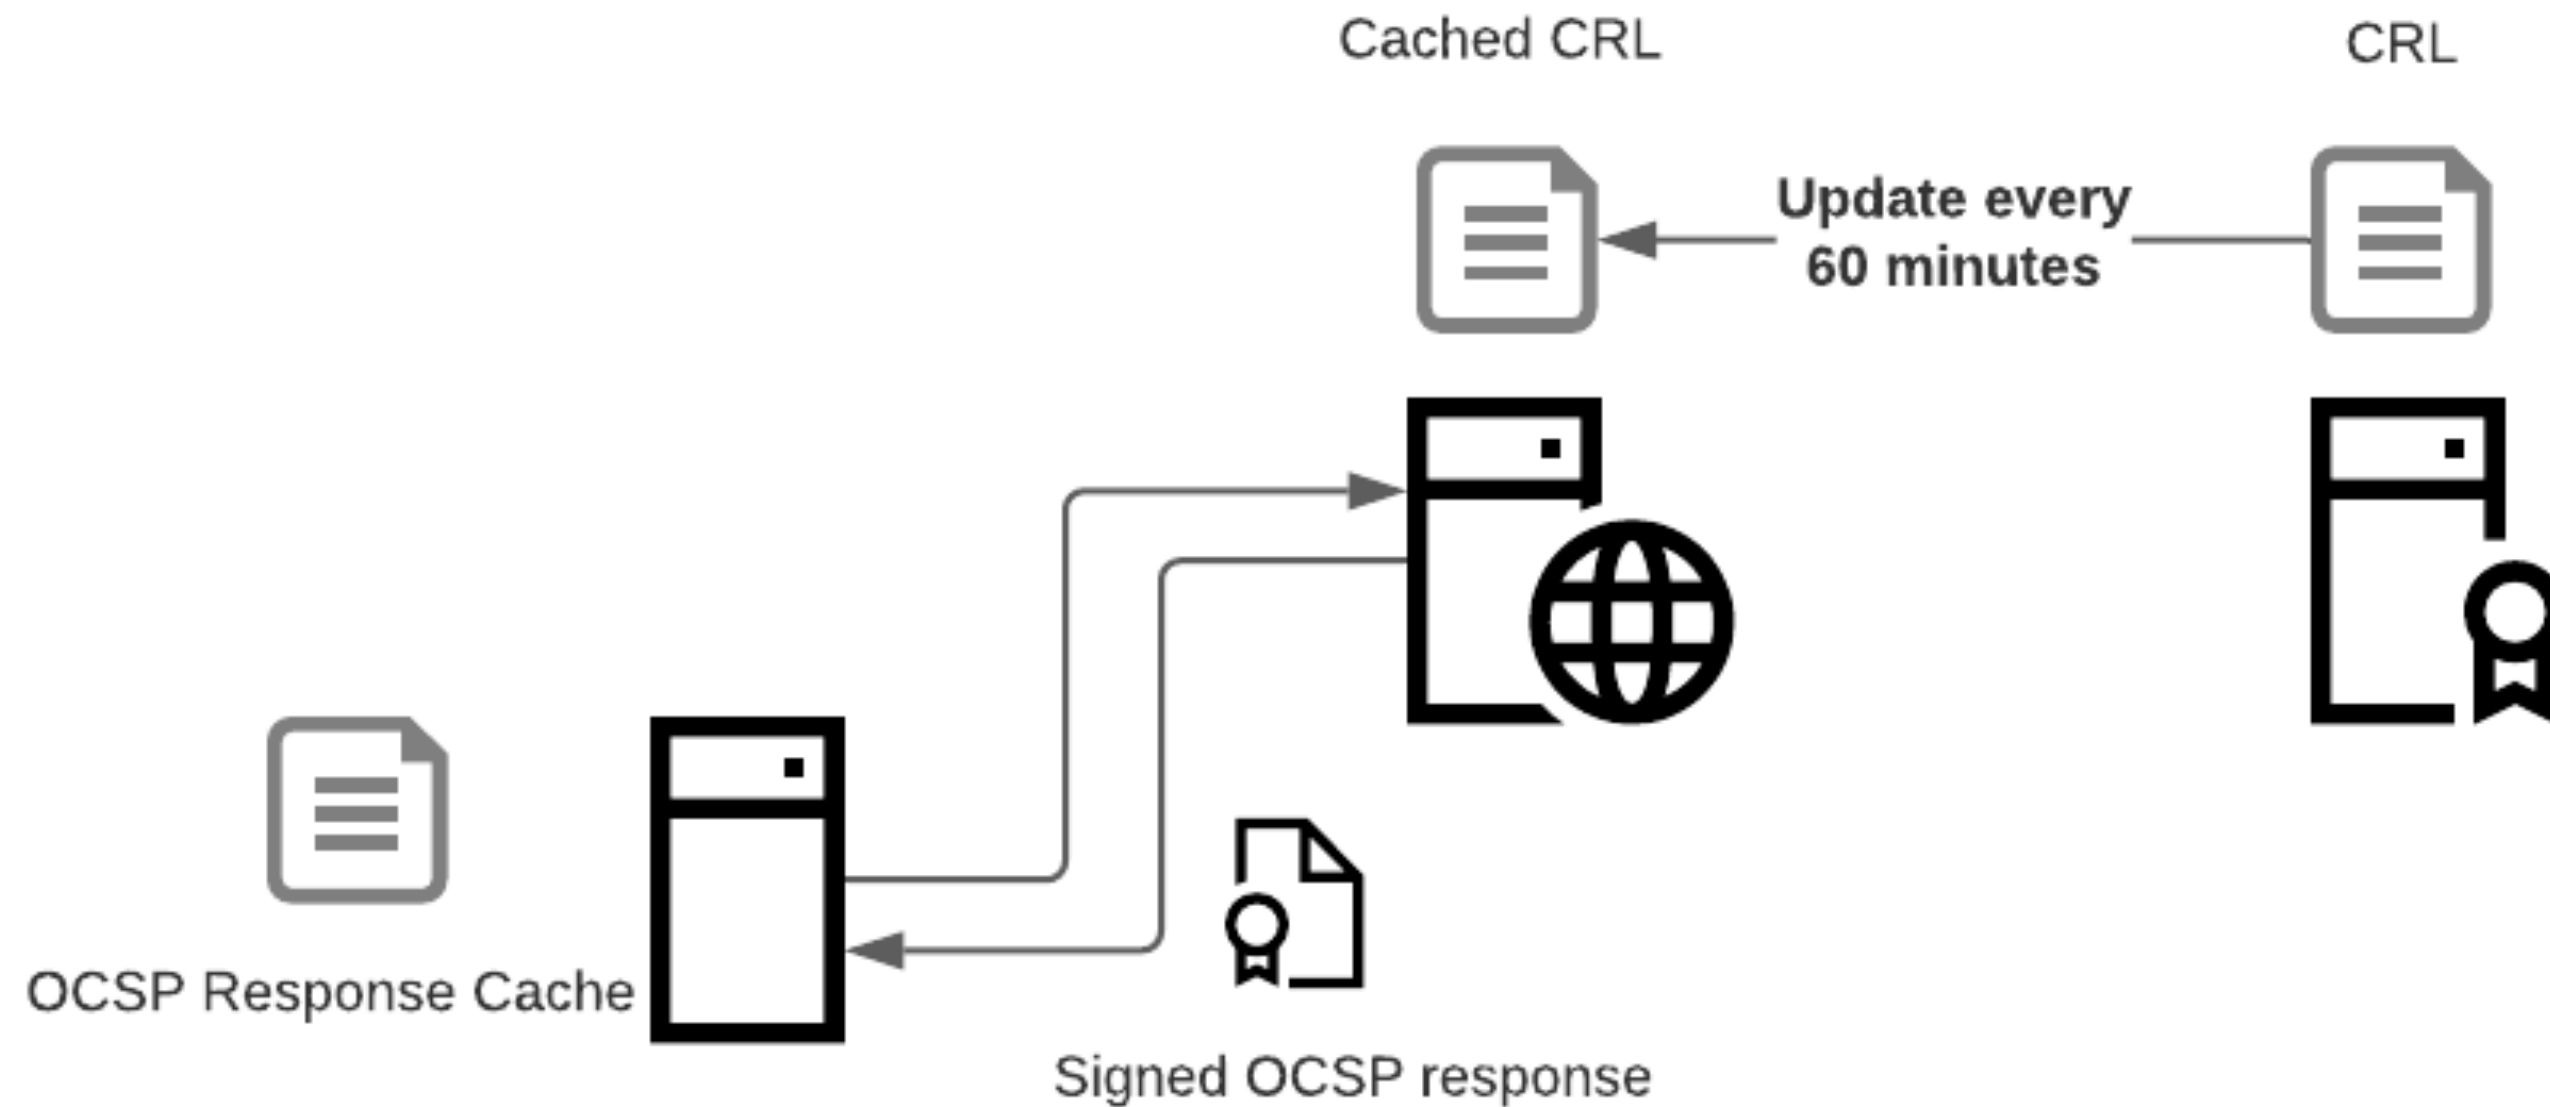 Cached CRL
CRL
Update every
60 minutes
OCSP Response Cache
Signed OCSP response